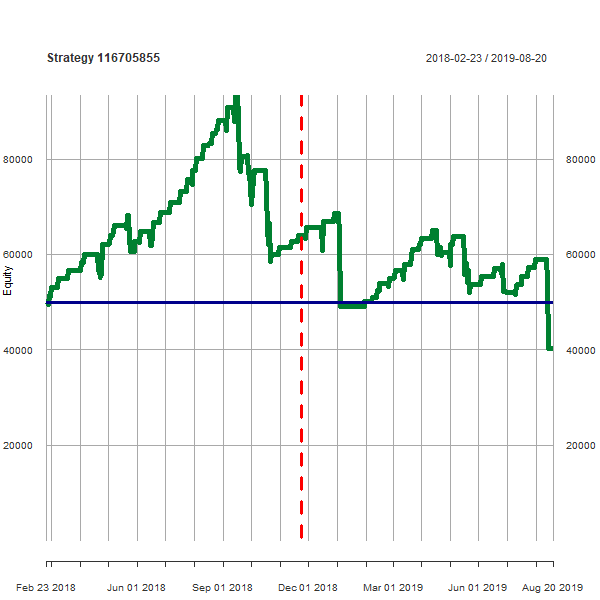 Strategy 116705855
2018-02-23 / 2019-08-20
80000
80000
60000
60000
Equity
40000
40000
20000
20000
Feb 23 2018
Jun 01 2018
Sep 01 2018
Dec 01 2018
Mar 01 2019
Jun 01 2019
Aug 20 2019